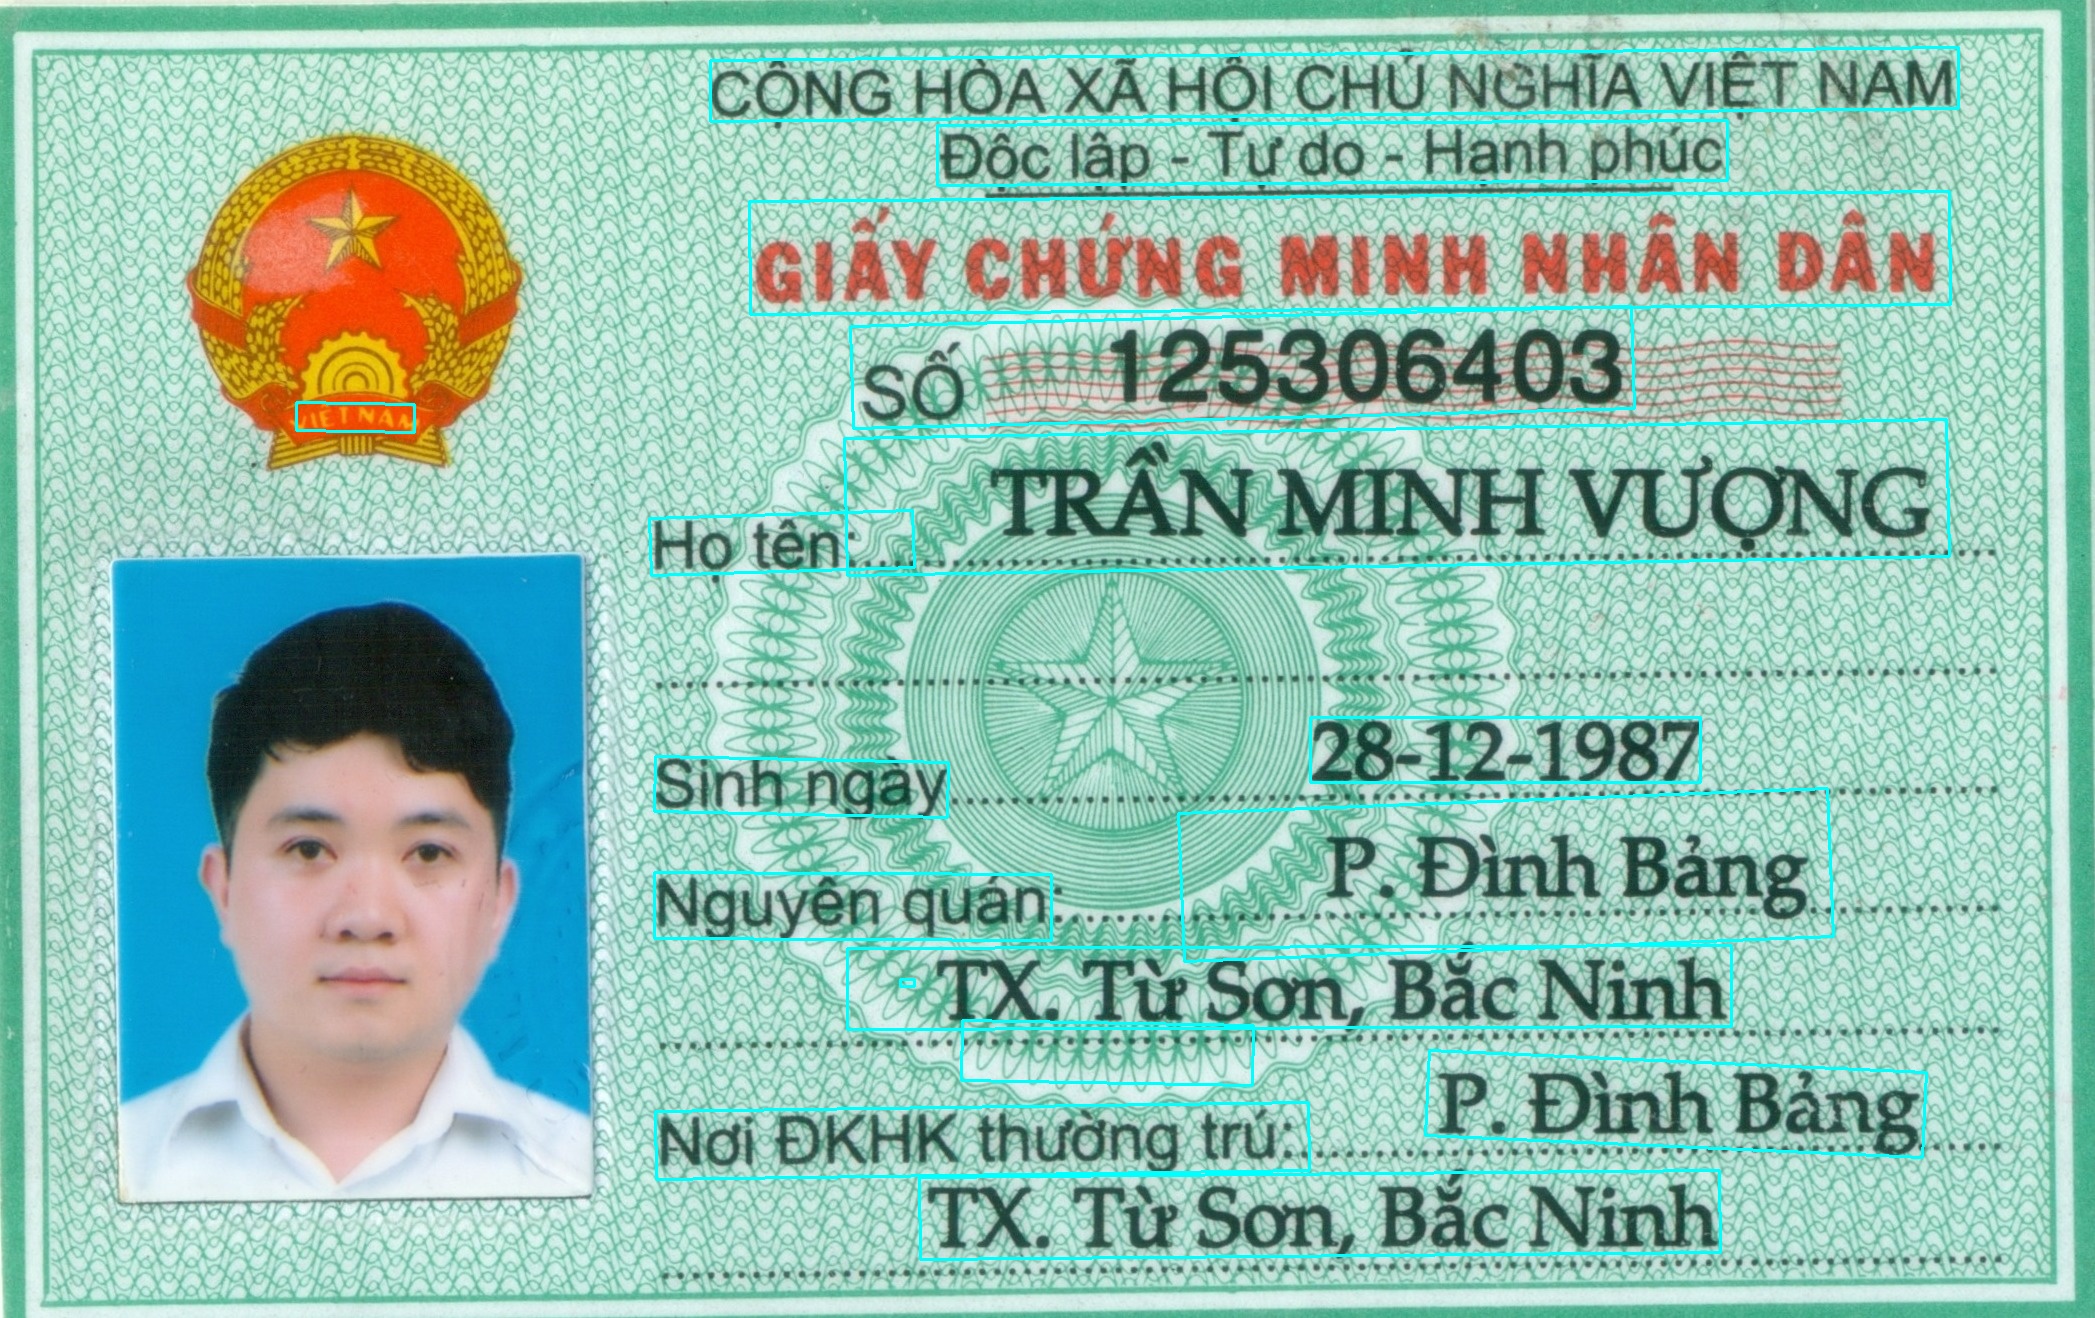 CỘNG HÒA XÃ HỘI CHỦ NGHĨA VIỆT NAM
Độc lập - Tự do - Hạnh phúc
GIẤY CHỨNG MINH NHÂN DÂN
SỐ 125306403
VIỆT NAM
Họ tên: TRẦN MINH VƯỢNG
Sinh ngày 28-12-1987
Nguyên quán: P. Đình Bảng
TX. Từ Sơn, Bắc Ninh
Nơi ĐKHK thường trú: P. Đình Bảng
TX. Từ Sơn, Bắc Ninh